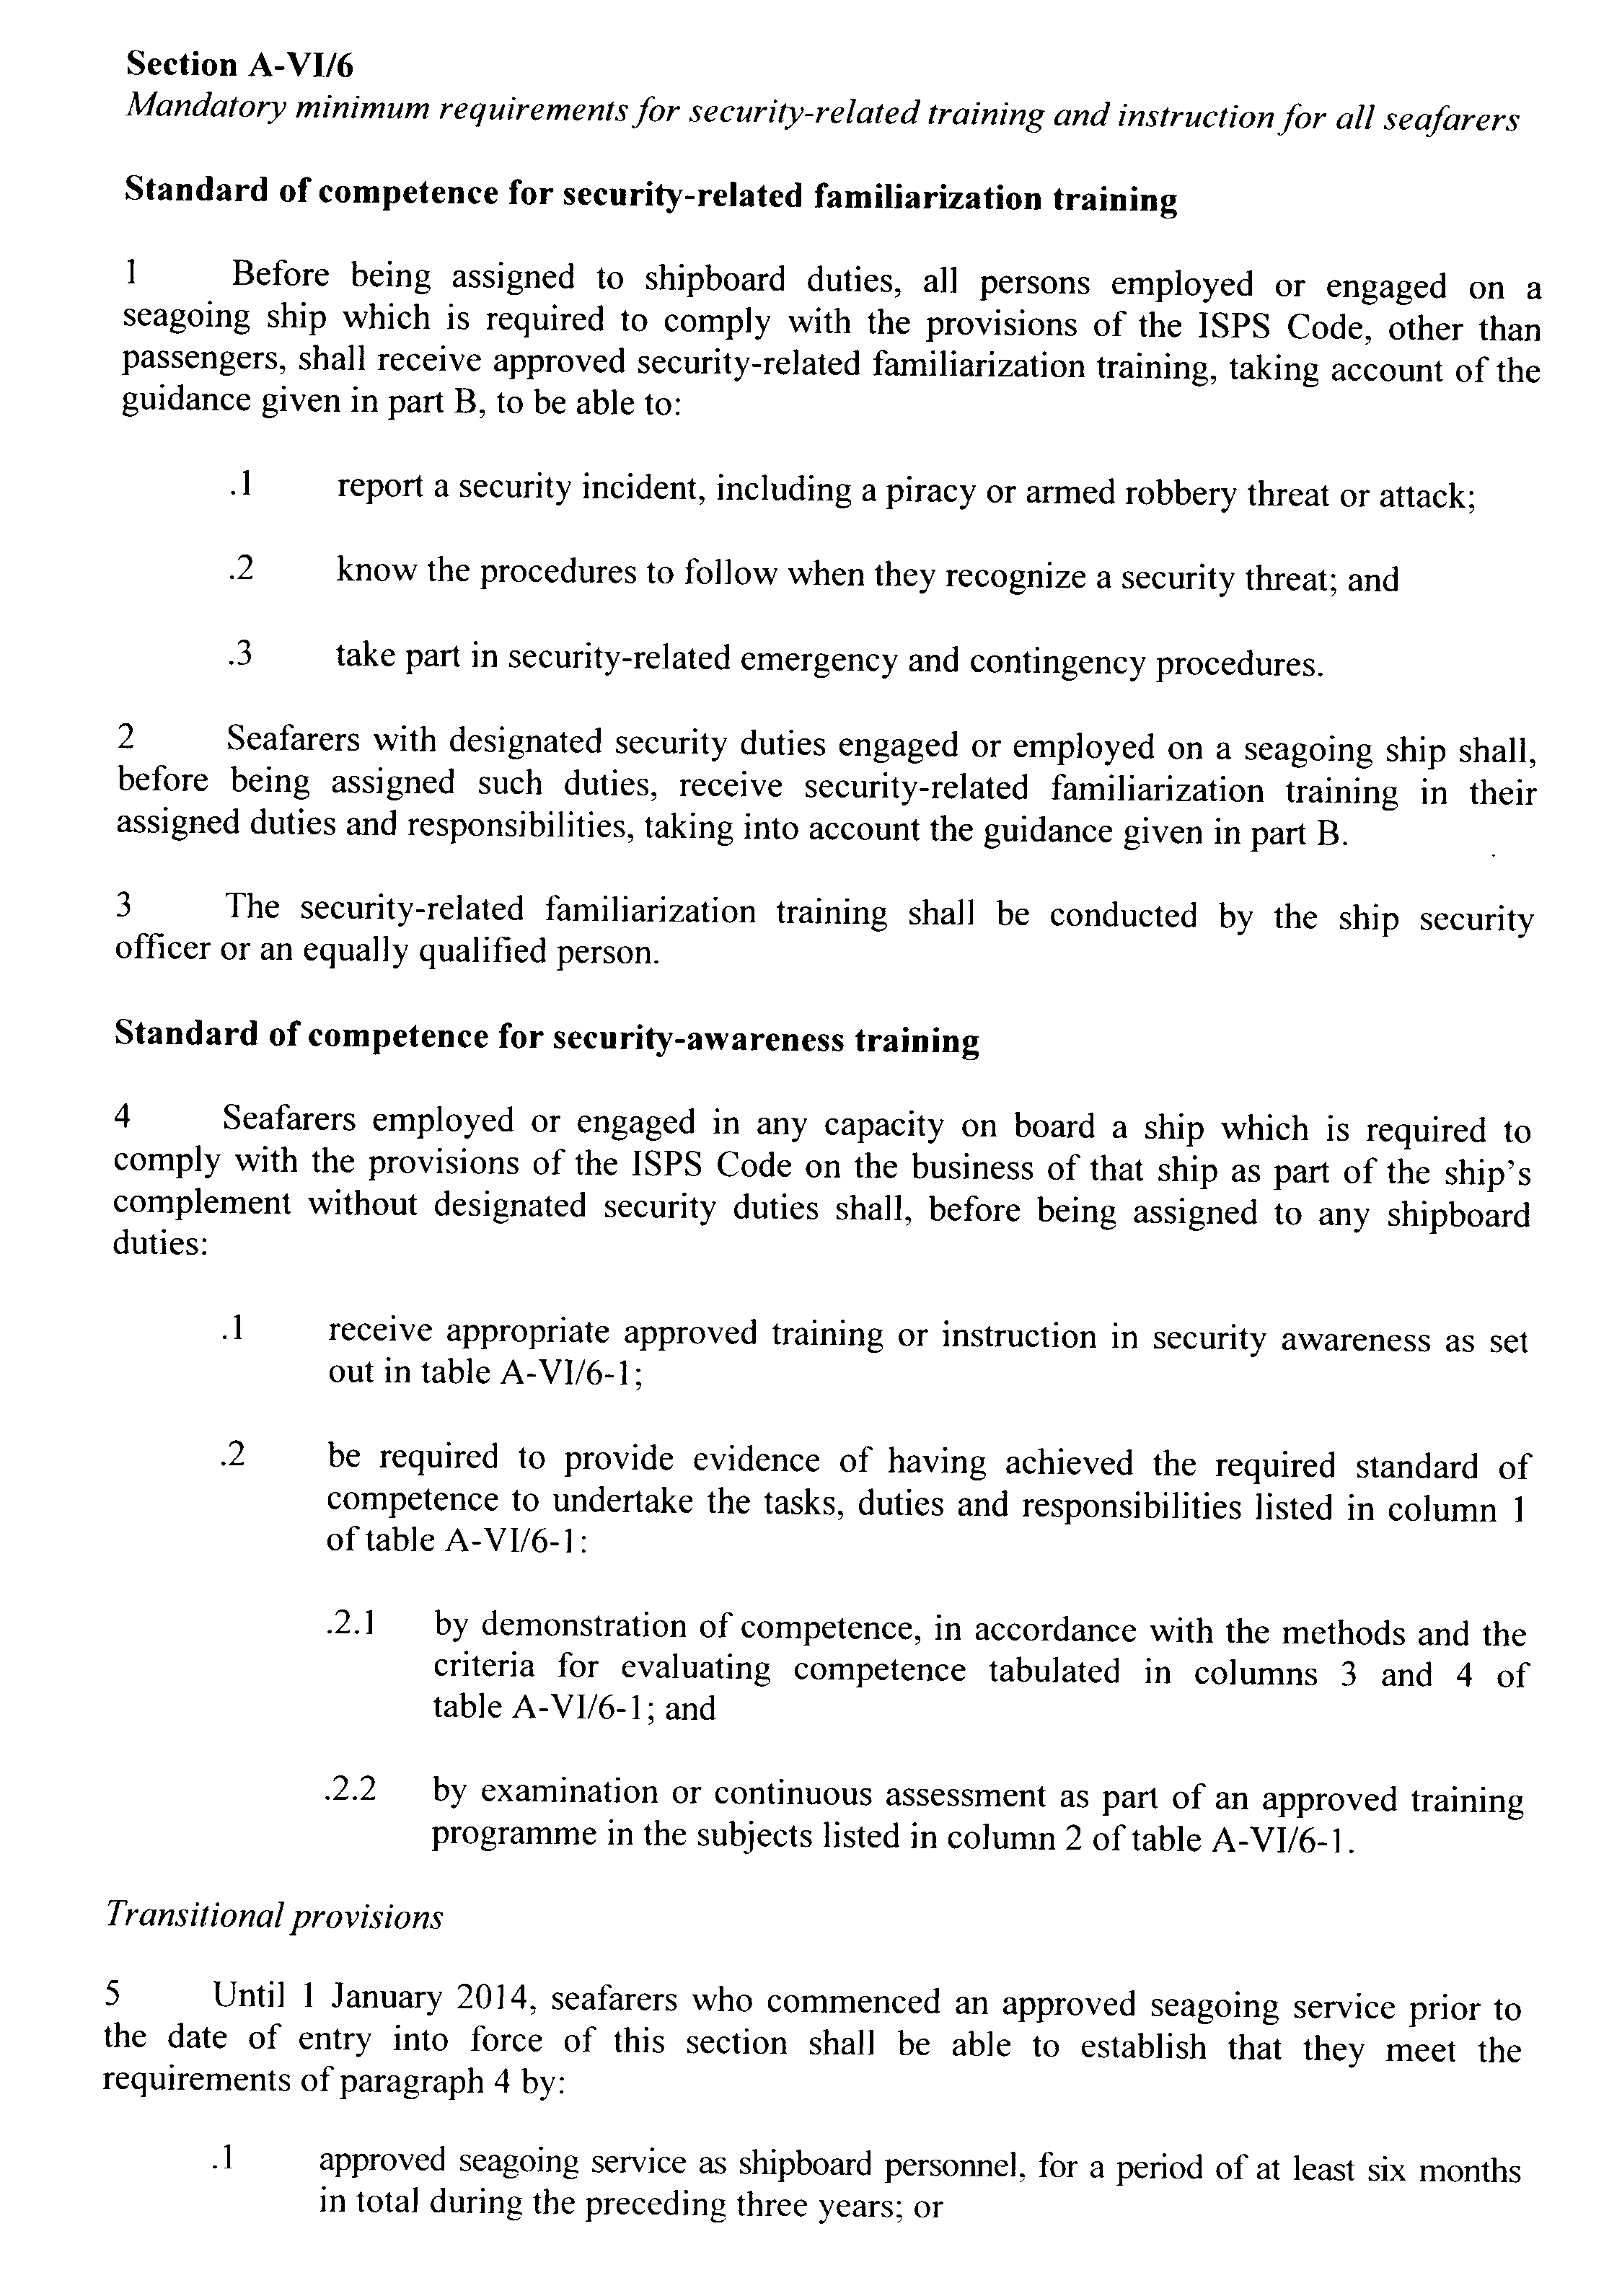 Section A-VI/6
Mandatory minimum requirements for security-related training and instruction for all seafarers
Standard of competence for security-related familiarization training
1 Before being assigned to shipboard duties, all persons employed or engaged on a
seagoing ship which is required to comply with the provisions of the ISPS Code, other than
passengers, shall receive approved security-related familiarization training, taking account of the
guidance given in part B, to be able to:
.1 report a security incident, including a piracy or armed robbery threat or attack;
.2 know the procedures to follow when they recognize a security threat; and
.3 take part in security-related emergency and contingency procedures.
2 Seafarers with designated security duties engaged or employed on a seagoing ship shall,
before being assigned such duties, receive security-related familiarization training in their
assigned duties and responsibilities, taking into account the guidance given in part B.
3 The security-related familiarization training shall be conducted by the ship security
officer or an equally qualified person.
Standard of competence for security-awareness training
4 Seafarers employed or engaged in any capacity on board a ship which is required to
comply with the provisions of the ISPS Code on the business of that ship as part of the ship's
complement without designated security duties shall, before being assigned to any shipboard
duties:
.1 receive appropriate approved training or instruction in security awareness as set
out in table A-VI/6-1;
.2 be required to provide evidence of having achieved the required standard of
competence to undertake the tasks, duties and responsibilities listed in column 1
of table A-VI/6-1:
.2.1 by demonstration of competence, in accordance with the methods and the
criteria for evaluating competence tabulated in columns 3 and 4 of
table A-VI/6-1; and
.2.2 by examination or continuous assessment as part of an approved training
programme in the subjects listed in column 2 of table A-VI/6-1.
Transitional provisions
5 Until 1 January 2014, seafarers who commenced an approved seagoing service prior to
the date of entry into force of this section shall be able to establish that they meet the
requirements of paragraph 4 by:
.1 approved seagoing service as shipboard personnel, for a period of at least six months
in total during the preceding three years; or